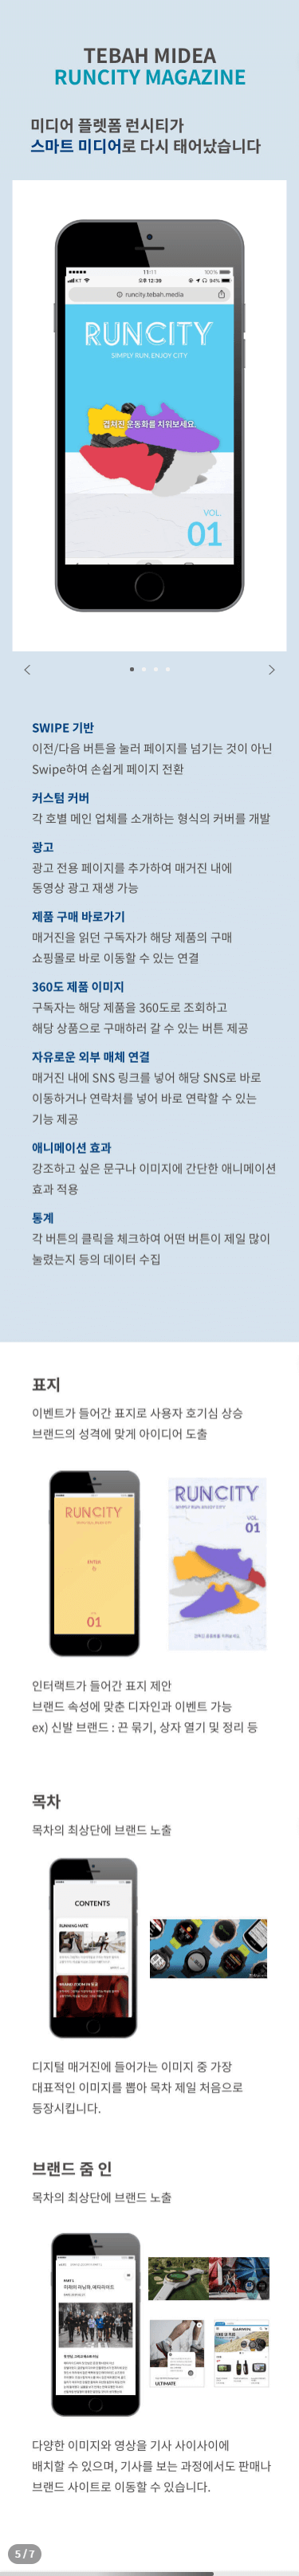 TEBAH MIDEA
RUNCITY MAGAZINE
미디어 플렛폼 런시티가
스마트 미디어로 다시 태어났습니다
11:11
100%
KT
오후 12:39
94%
runcity.tebah.media
RUNCITY
SIMPLY RUN, ENJOY CITY
겹쳐진 운동화를 치워보세요.
VOL.
01
SWIPE 기반
이전/다음 버튼을 눌러 페이지를 넘기는 것이 아닌
Swipe하여 손쉽게 페이지 전환
커스텀 커버
각 호별 메인 업체를 소개하는 형식의 커버를 개발
광고
광고 전용 페이지를 추가하여 매거진 내에
동영상 광고 재생 가능
제품 구매 바로가기
매거진을 읽던 구독자가 해당 제품의 구매
쇼핑몰로 바로 이동할 수 있는 연결
360도 제품 이미지
구독자는 해당 제품을 360도로 조회하고
해당 상품으로 구매하러 갈 수 있는 버튼 제공
자유로운 외부 매체 연결
매거진 내에 SNS 링크를 넣어 해당 SNS로 바로
이동하거나 연락처를 넣어 바로 연락할 수 있는
기능 제공
애니메이션 효과
강조하고 싶은 문구나 이미지에 간단한 애니메이션
효과 적용
통계
각 버튼의 클릭을 체크하여 어떤 버튼이 제일 많이
눌렸는지 등의 데이터 수집
표지
이벤트가 들어간 표지로 사용자 호기심 상승
브랜드의 성격에 맞게 아이디어 도출
RUNCITY
01
RUNCITY
SIMPLY RUN, ENJOY CITY
VOL.
01
인터랙트가 들어간 표지 제안
브랜드 속성에 맞춘 디자인과 이벤트 가능
ex) 신발 브랜드 : 끈 묶기, 상자 열기 및 정리 등
목차
목차의 최상단에 브랜드 노출
CONTENTS
RUNNING MATE
BRAND ZOOM IN
디지털 매거진에 들어가는 이미지 중 가장
대표적인 이미지를 뽑아 목차 제일 처음으로
등장시킵니다.
브랜드 줌 인
목차의 최상단에 브랜드 노출
GARMIN
ULTIMATE
다양한 이미지와 영상을 기사 사이사이에
배치할 수 있으며, 기사를 보는 과정에서도 판매나
브랜드 사이트로 이동할 수 있습니다.
5 / 7